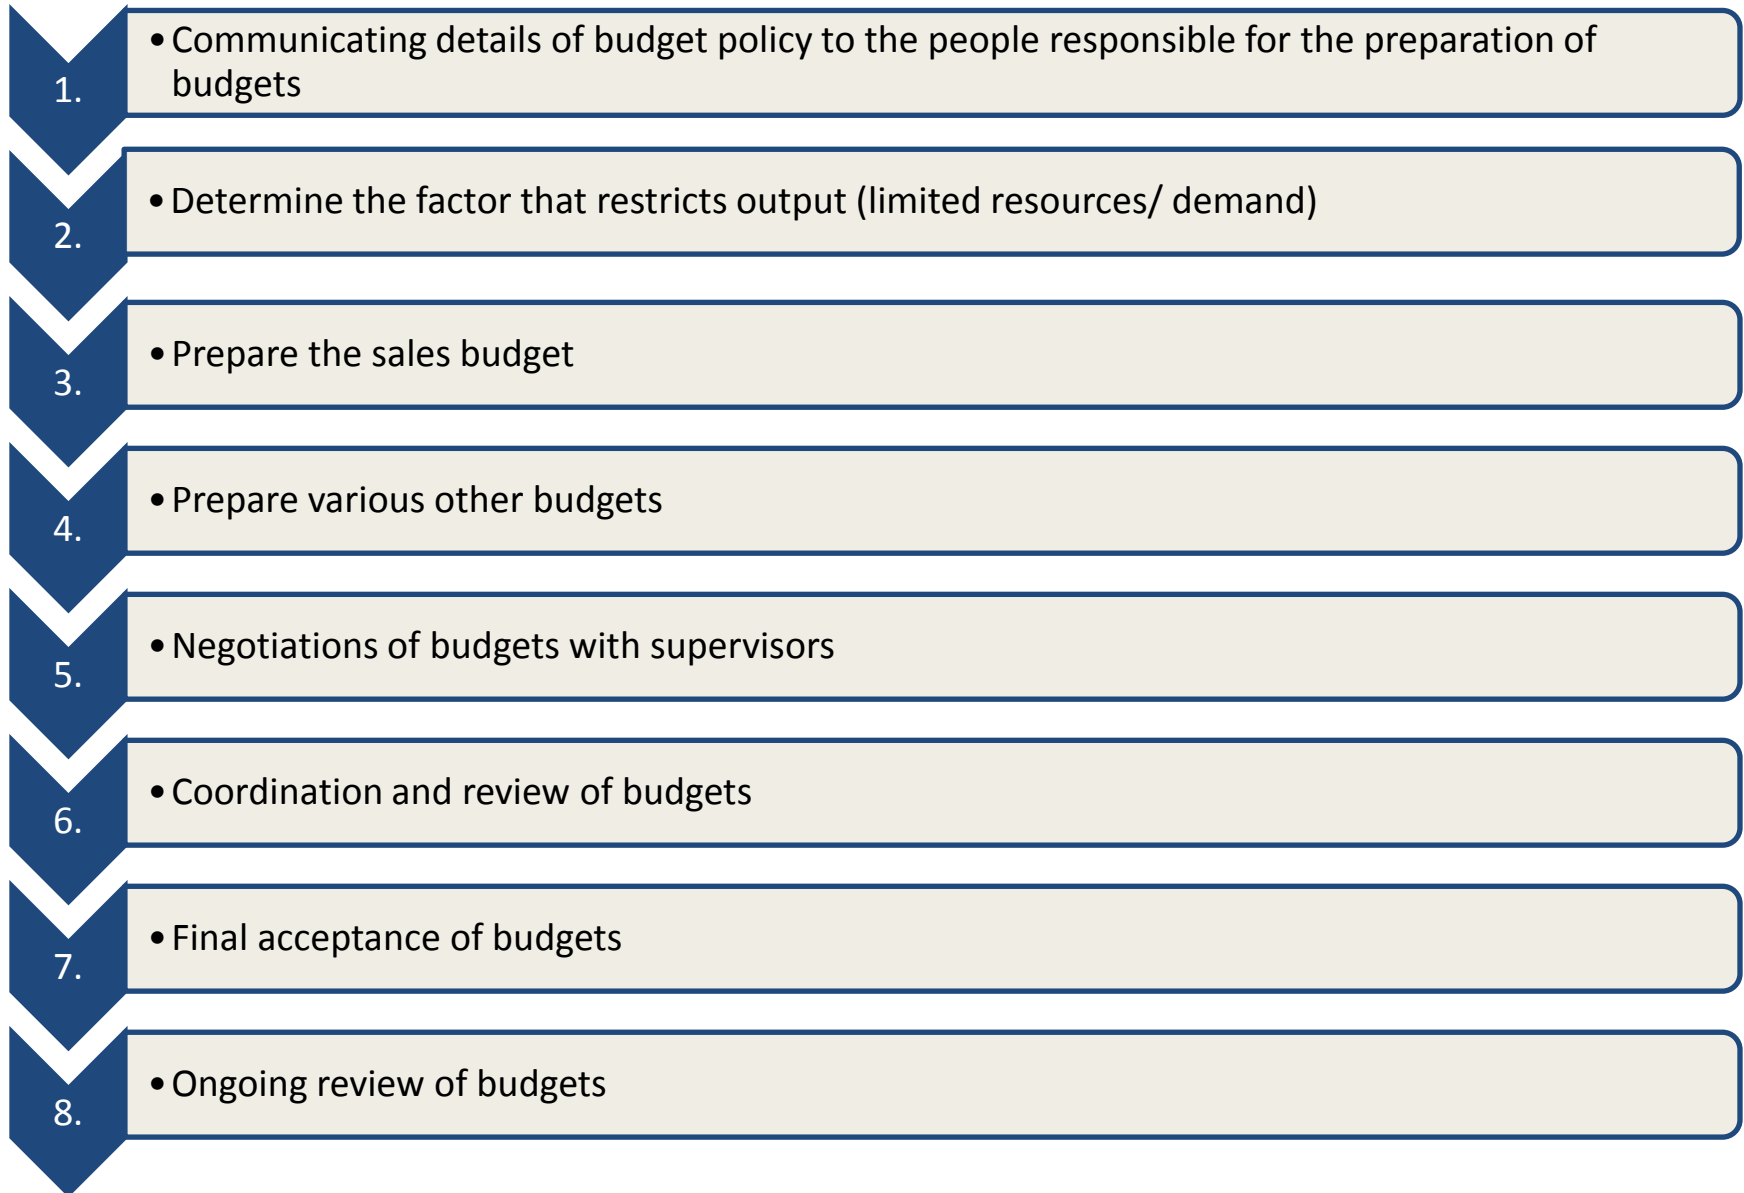 1.
• Communicating details of budget policy to the people responsible for the preparation of
budgets
2.
• Determine the factor that restricts output (limited resources/ demand)
3.
• Prepare the sales budget
4.
• Prepare various other budgets
5.
• Negotiations of budgets with supervisors
6.
• Coordination and review of budgets
7.
• Final acceptance of budgets
8.
• Ongoing review of budgets